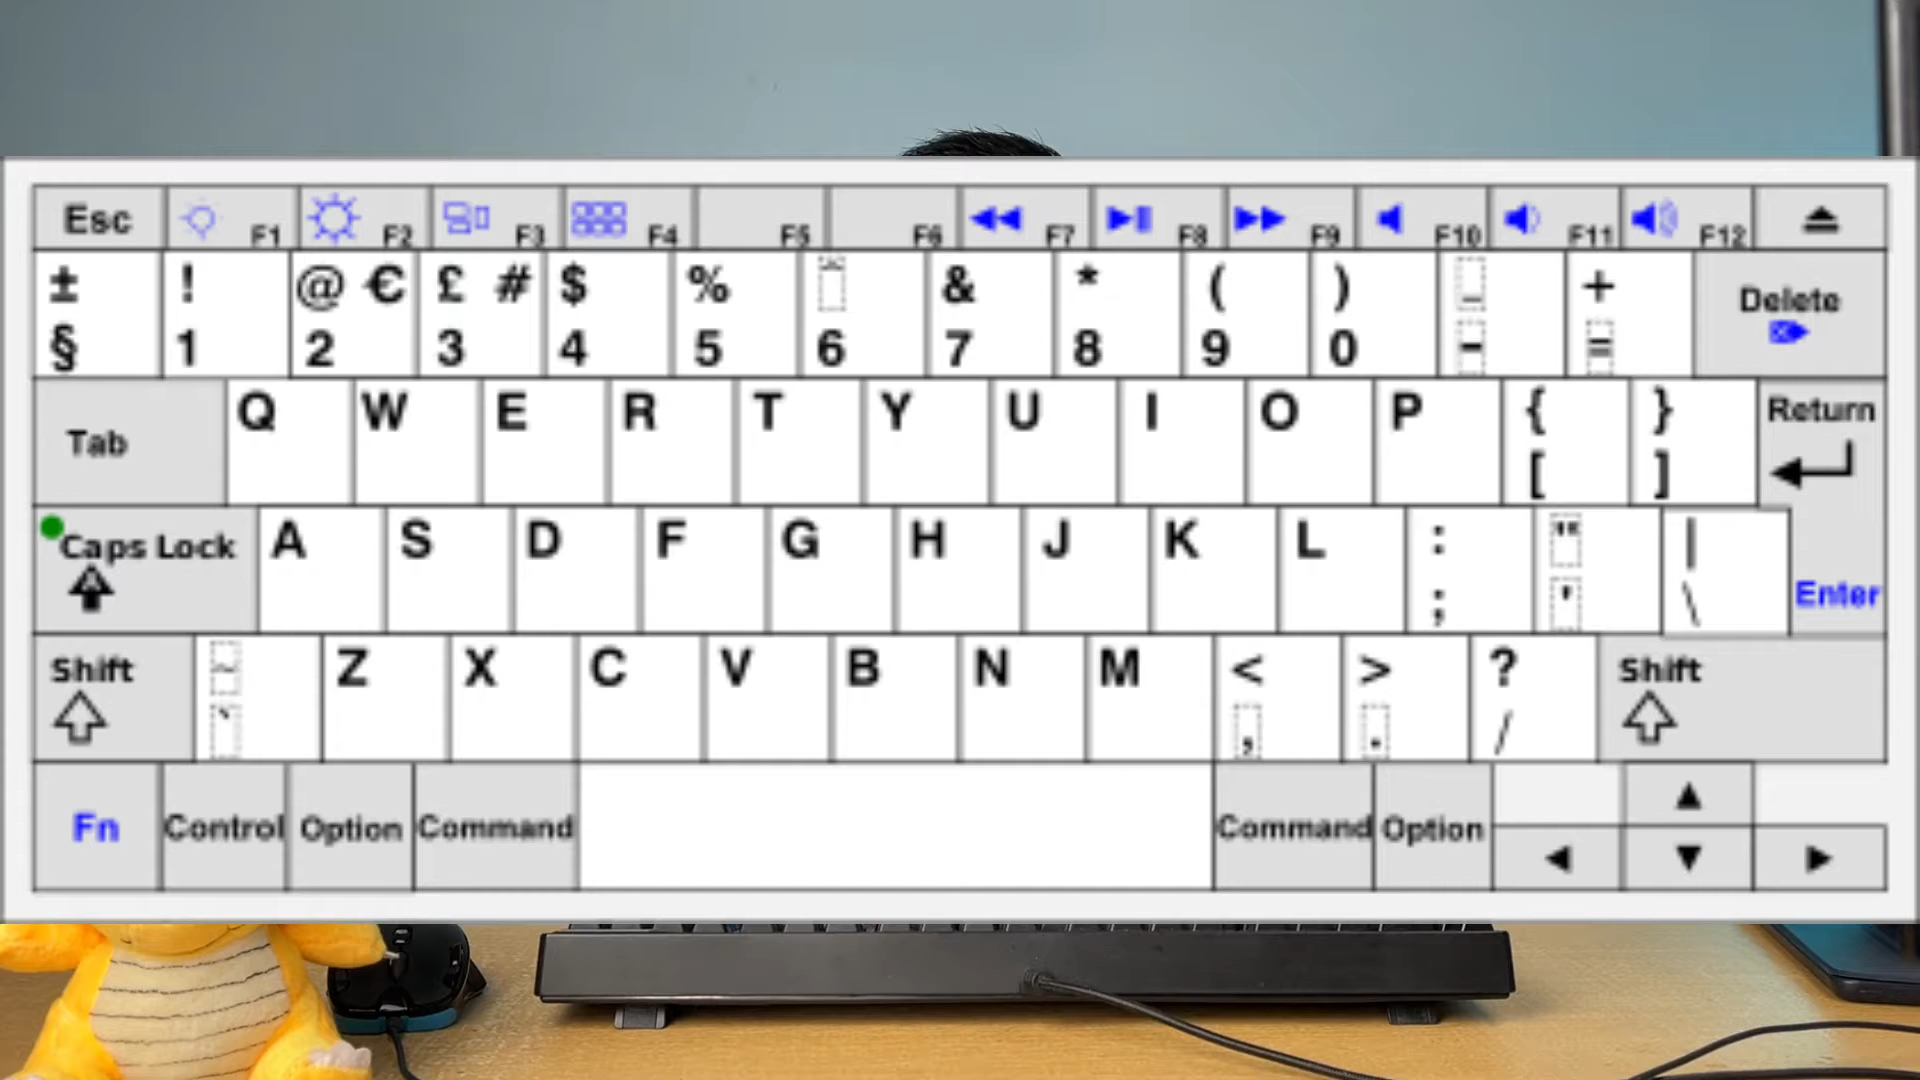 Esc F1 F2 F3 F4 F5 F6 F7 F8 F9 F10 F11 F12
± ! @ € £ # $ % ^ & * ( ) _ + Delete
§ 1 2 3 4 5 6 7 8 9 0 - =
Tab Q W E R T Y U I O P { } Return
[ ]
Caps Lock A S D F G H J K L : " |
; ' \ Enter
Shift ~ Z X C V B N M < > ? Shift
` , . /
Fn Control Option Command Command Option